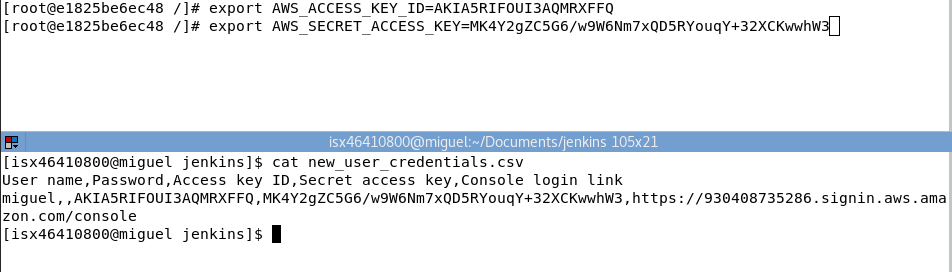 [root@e1825be6ec48 /]# export AWS_ACCESS_KEY_ID=AKIA5RIFOUI3AQMRXFFQ
[root@e1825be6ec48 /]# export AWS_SECRET_ACCESS_KEY=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
isx46410800@miguel:~/Documents/jenkins 105x21
[isx46410800@miguel jenkins]$ cat new_user_credentials.csv
User name,Password,Access key ID,Secret access key,Console login link
miguel,,AKIA5RIFOUI3AQMRXFFQ,MK4Y2gZC5G6/w9W6Nm7xQD5RYouqY+32XCKwwhW3,https://930408735286.signin.aws.ama
zon.com/console
[isx46410800@miguel jenkins]$